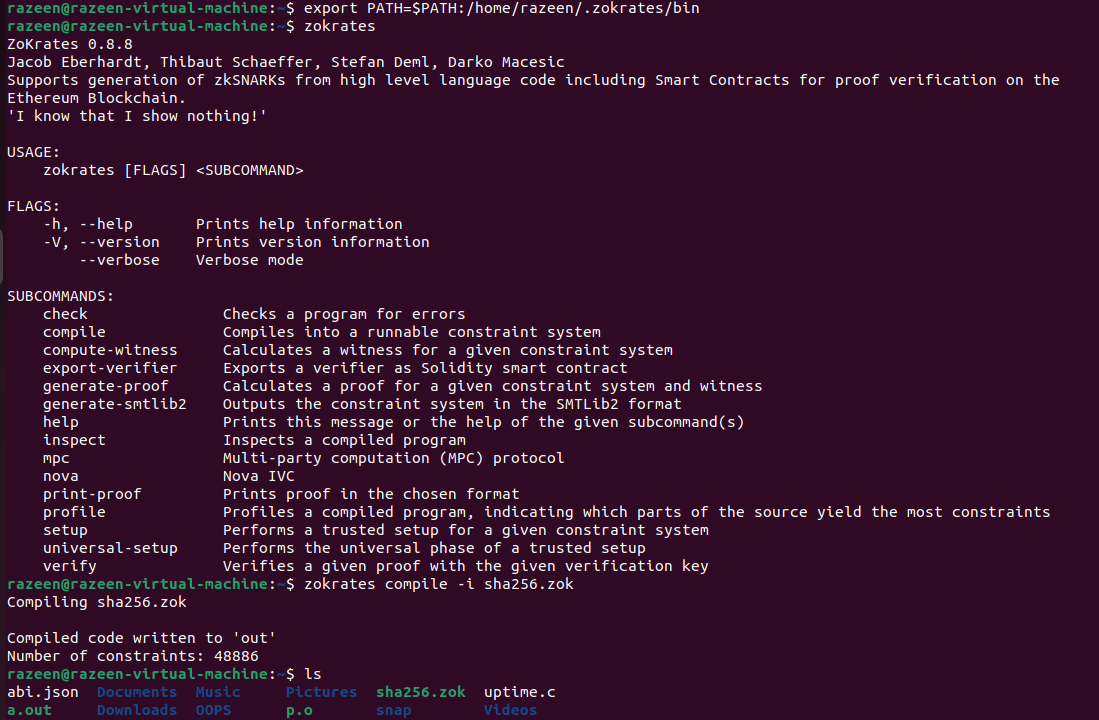 razeen@razeen-virtual-machine:~$ export PATH=$PATH:/home/razeen/.zokrates/bin
razeen@razeen-virtual-machine:~$ zokrates
ZoKrates 0.8.8
Jacob Eberhardt, Thibaut Schaeffer, Stefan Deml, Darko Macesic
Supports generation of zkSNARKs from high level language code including Smart Contracts for proof verification on the
Ethereum Blockchain.
'I know that I show nothing!'

USAGE:
    zokrates [FLAGS] <SUBCOMMAND>

FLAGS:
    -h, --help       Prints help information
    -V, --version    Prints version information
        --verbose    Verbose mode

SUBCOMMANDS:
    check               Checks a program for errors
    compile             Compiles into a runnable constraint system
    compute-witness     Calculates a witness for a given constraint system
    export-verifier     Exports a verifier as Solidity smart contract
    generate-proof      Calculates a proof for a given constraint system and witness
    generate-smtlib2    Outputs the constraint system in the SMTLib2 format
    help                Prints this message or the help of the given subcommand(s)
    inspect             Inspects a compiled program
    mpc                 Multi-party computation (MPC) protocol
    nova                Nova IVC
    print-proof         Prints proof in the chosen format
    profile             Profiles a compiled program, indicating which parts of the source yield the most constraints
    setup               Performs a trusted setup for a given constraint system
    universal-setup     Performs the universal phase of a trusted setup
    verify              Verifies a given proof with the given verification key
razeen@razeen-virtual-machine:~$ zokrates compile -i sha256.zok
Compiling sha256.zok

Compiled code written to 'out'
Number of constraints: 48886
razeen@razeen-virtual-machine:~$ ls
abi.json  Documents  Music     Pictures  sha256.zok  uptime.c
a.out     Downloads  OOPS      p.o       snap        Videos